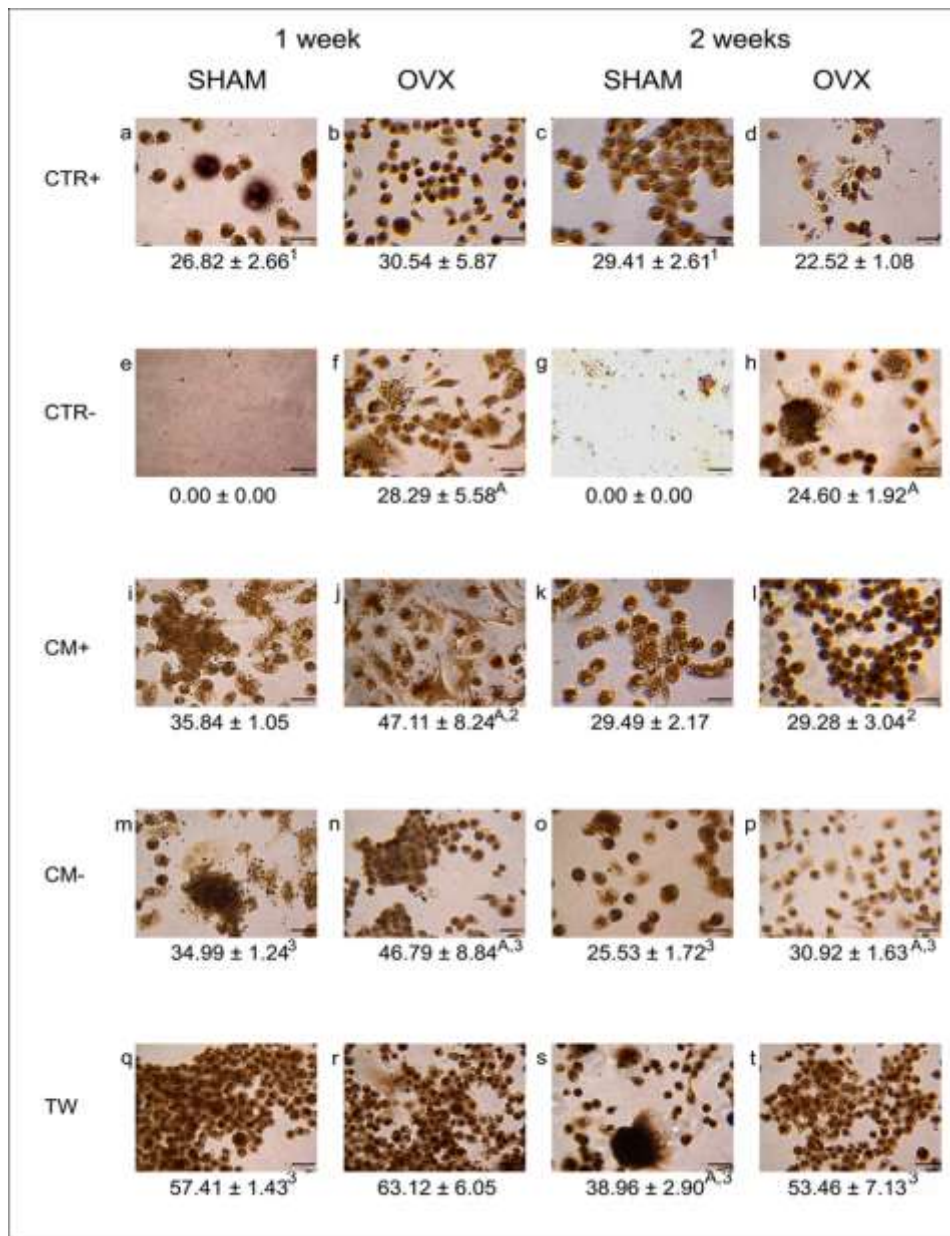 1 week 2 weeks
SHAM OVX SHAM OVX
a b c d
CTR+
26.82 ± 2.66¹ 30.54 ± 5.87 29.41 ± 2.61¹ 22.52 ± 1.08
e f g h
CTR-
0.00 ± 0.00 28.29 ± 5.58ᴬ 0.00 ± 0.00 24.60 ± 1.92ᴬ
i j k l
CM+
35.84 ± 1.05 47.11 ± 8.24ᴬ,² 29.49 ± 2.17 29.28 ± 3.04²
m n o p
CM-
34.99 ± 1.24³ 46.79 ± 8.84ᴬ,³ 25.53 ± 1.72³ 30.92 ± 1.63ᴬ,³
q r s t
TW
57.41 ± 1.43³ 63.12 ± 6.05 38.96 ± 2.90ᴬ,³ 53.46 ± 7.13³